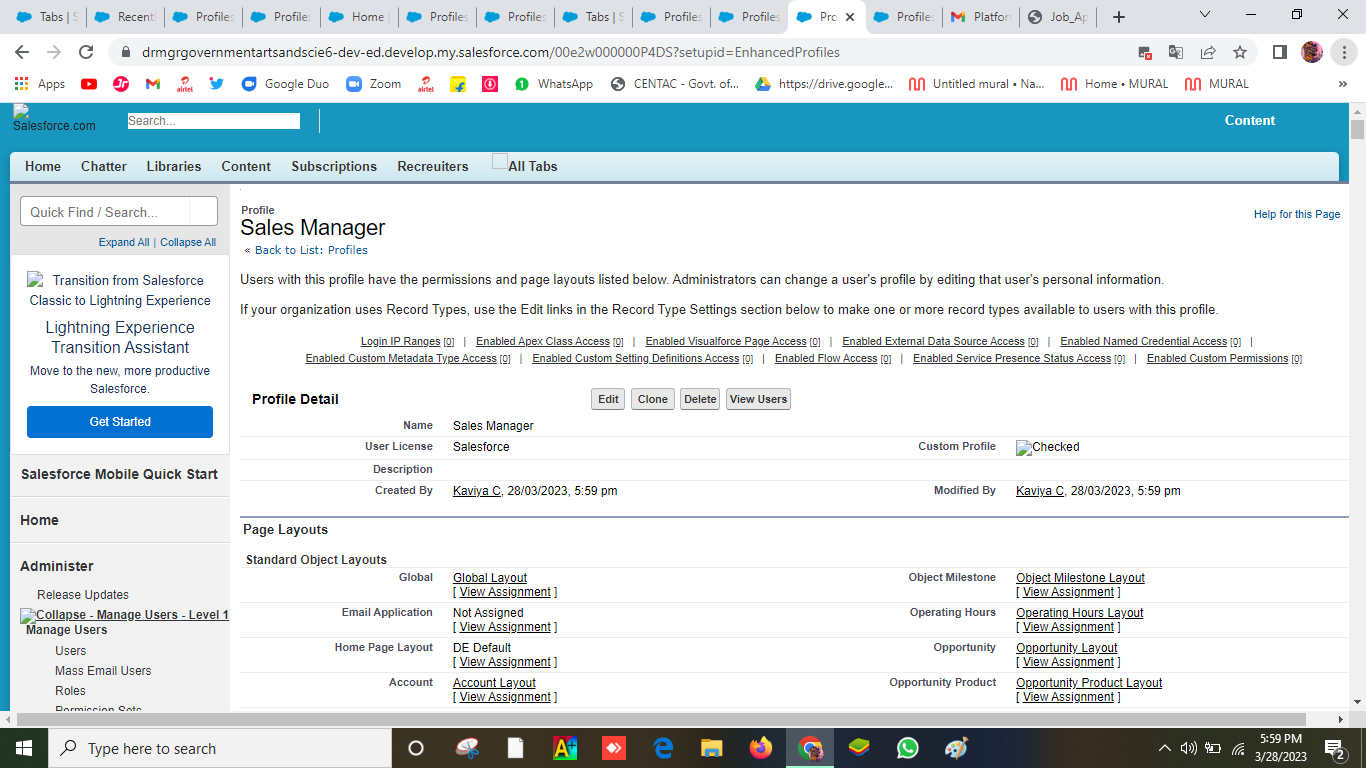 Tabs | S
Recent
Profiles
Profile
Home |
Profiles
Profiles
Tabs | S
Profiles
Profiles
Pro
Profiles
Platfor
Job_Ap
drmgrgovernmentartsandscie6-dev-ed.develop.my.salesforce.com/00e2w000000P4DS?setupid=EnhancedProfiles
Apps
airtel
Google Duo
Zoom
airtel
WhatsApp
CENTAC - Govt. of...
https://drive.google...
Untitled mural • Na...
Home • MURAL
MURAL
»
Salesforce.com
Search...
Content
Home
Chatter
Libraries
Content
Subscriptions
Recreuiters
All Tabs
Quick Find / Search...
Expand All | Collapse All
Transition from Salesforce
Classic to Lightning Experience
Lightning Experience
Transition Assistant
Move to the new, more productive
Salesforce.
Get Started
Salesforce Mobile Quick Start
Home
Administer
Release Updates
Collapse - Manage Users - Level 1
Manage Users
Users
Mass Email Users
Roles
Permission Sets
Profile
Sales Manager
« Back to List: Profiles
Help for this Page
Users with this profile have the permissions and page layouts listed below. Administrators can change a user's profile by editing that user's personal information.
If your organization uses Record Types, use the Edit links in the Record Type Settings section below to make one or more record types available to users with this profile.
Login IP Ranges [0] | Enabled Apex Class Access [0] | Enabled Visualforce Page Access [0] | Enabled External Data Source Access [0] | Enabled Named Credential Access [0] |
Enabled Custom Metadata Type Access [0] | Enabled Custom Setting Definitions Access [0] | Enabled Flow Access [0] | Enabled Service Presence Status Access [0] | Enabled Custom Permissions [0]
Profile Detail
Edit
Clone
Delete
View Users
Name Sales Manager
User License Salesforce
Custom Profile Checked
Description
Created By Kaviya C, 28/03/2023, 5:59 pm
Modified By Kaviya C, 28/03/2023, 5:59 pm
Page Layouts
Standard Object Layouts
Global Global Layout
[ View Assignment ]
Object Milestone Object Milestone Layout
[ View Assignment ]
Email Application Not Assigned
[ View Assignment ]
Operating Hours Operating Hours Layout
[ View Assignment ]
Home Page Layout DE Default
[ View Assignment ]
Opportunity Opportunity Layout
[ View Assignment ]
Account Account Layout
[ View Assignment ]
Opportunity Product Opportunity Product Layout
[ View Assignment ]
Type here to search
5:59 PM
3/28/2023
2